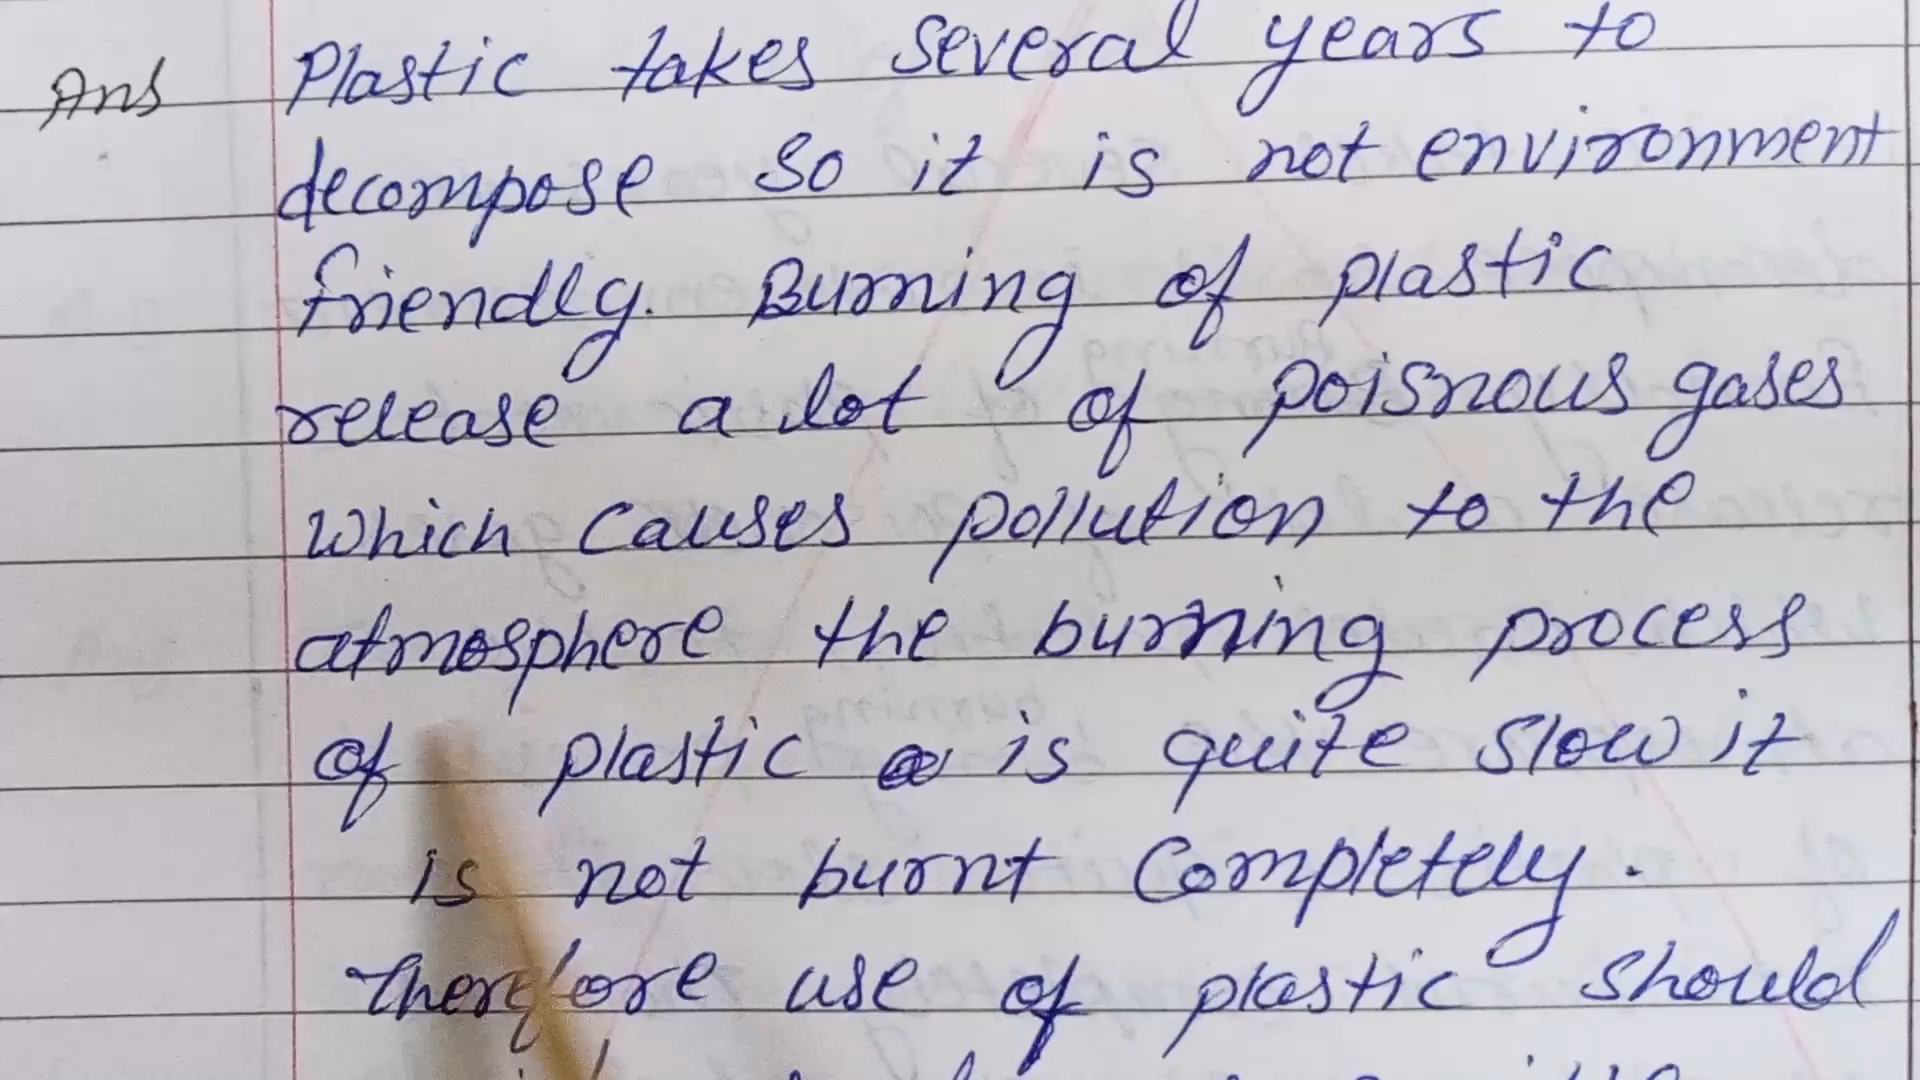 Ans Plastic takes several years to
decompose So it is not environment
friendly. Burning of plastic
release a lot of poisnous gases
which causes pollution to the
atmosphere the burning process
of plastic is quite slow it
is not burnt Completely.
therefore use of plastic should